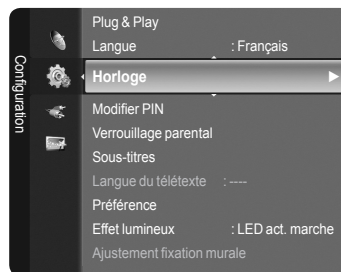 Configuration
Plug & Play
Langue : Français
Horloge
Modifier PIN
Verrouillage parental
Sous-titres
Langue du télétexte : ----
Préférence
Effet lumineux : LED act. marche
Ajustement fixation murale